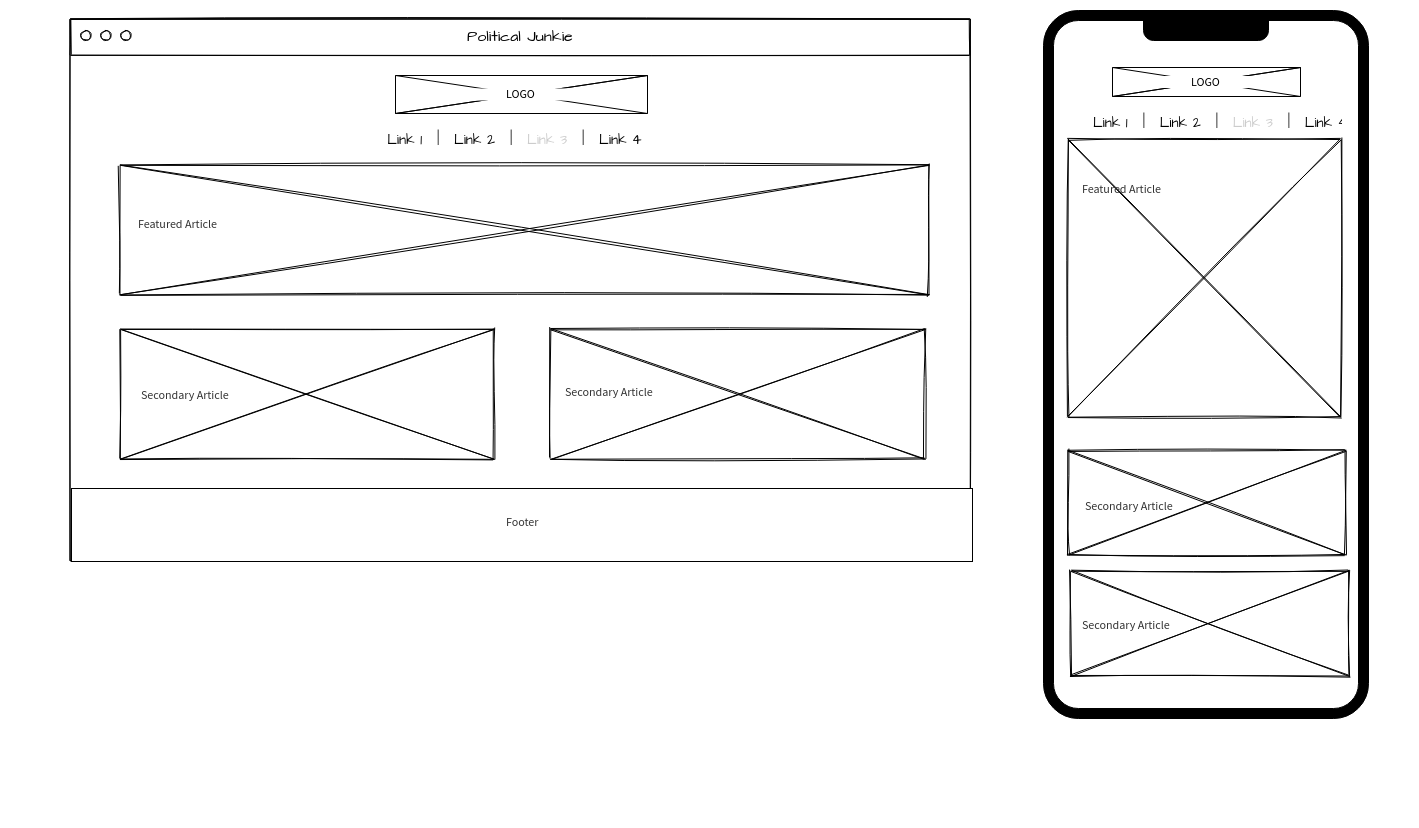 Political Junkie
LOGO
Link 1 | Link 2 | Link 3 | Link 4
Featured Article
Secondary Article
Secondary Article
Footer
LOGO
Link 1 | Link 2 | Link 3 | Link 4
Featured Article
Secondary Article
Secondary Article